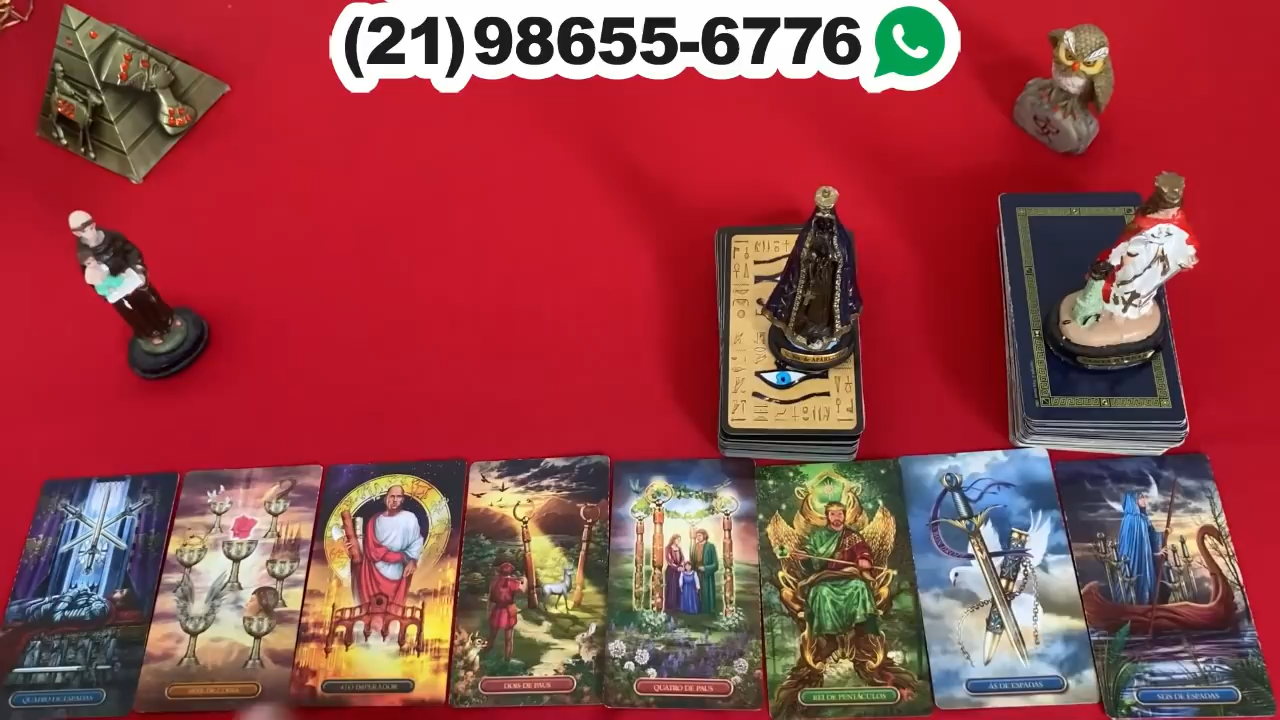 (21)98655-6776
QUATRO DE ESPADAS
SETE DE COPAS
O IMPERADOR
DOIS DE PAUS
QUATRO DE PAUS
REI DE PENTÁCULOS
ÁS DE ESPADAS
SEIS DE ESPADAS